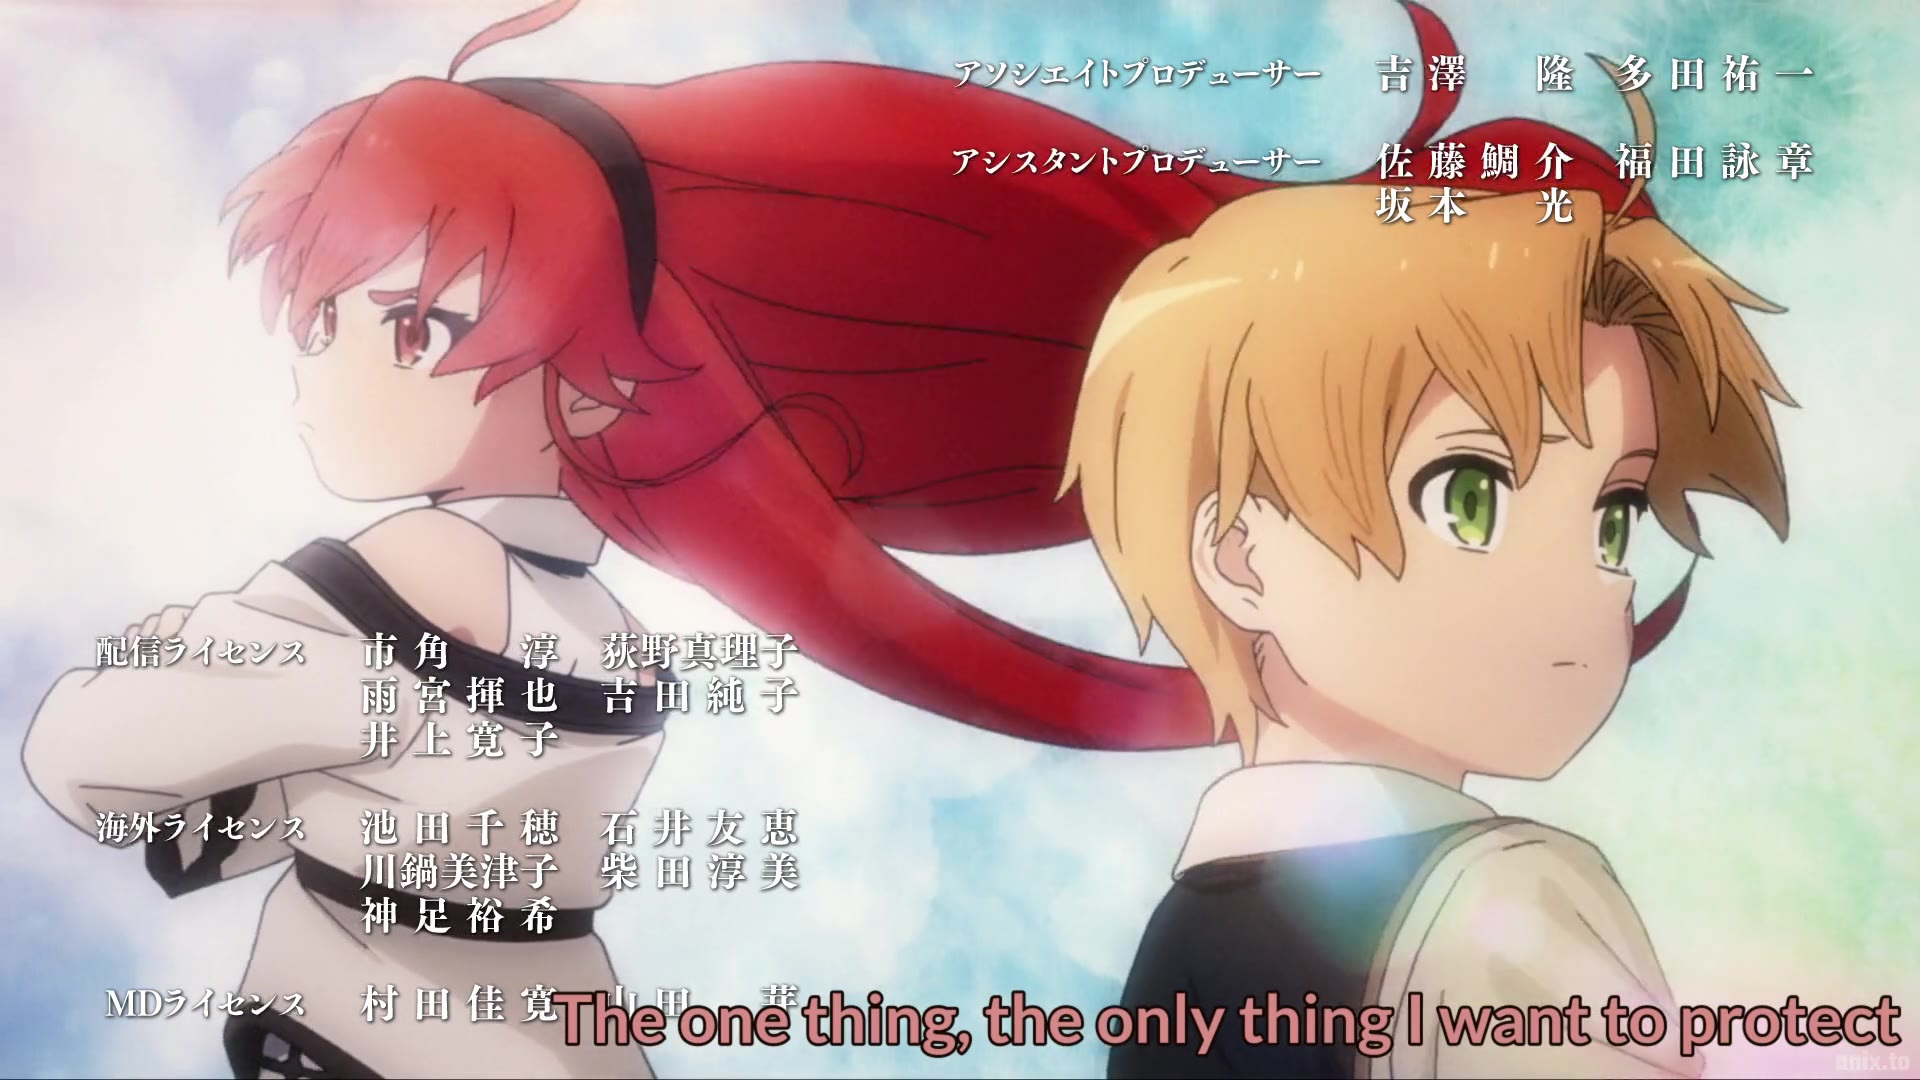 アソシエイトプロデューサー 吉澤 隆 多田祐一
アシスタントプロデューサー 佐藤鯛介 福田詠章
坂本 光
配信ライセンス 市角 淳 荻野真理子
雨宮揮也 吉田純子
井上寛子
海外ライセンス 池田千穂 石井友恵
川鍋美津子 柴田淳美
神足裕希
MDライセンス 村田佳寛 山田
The one thing, the only thing I want to protect
anix.to